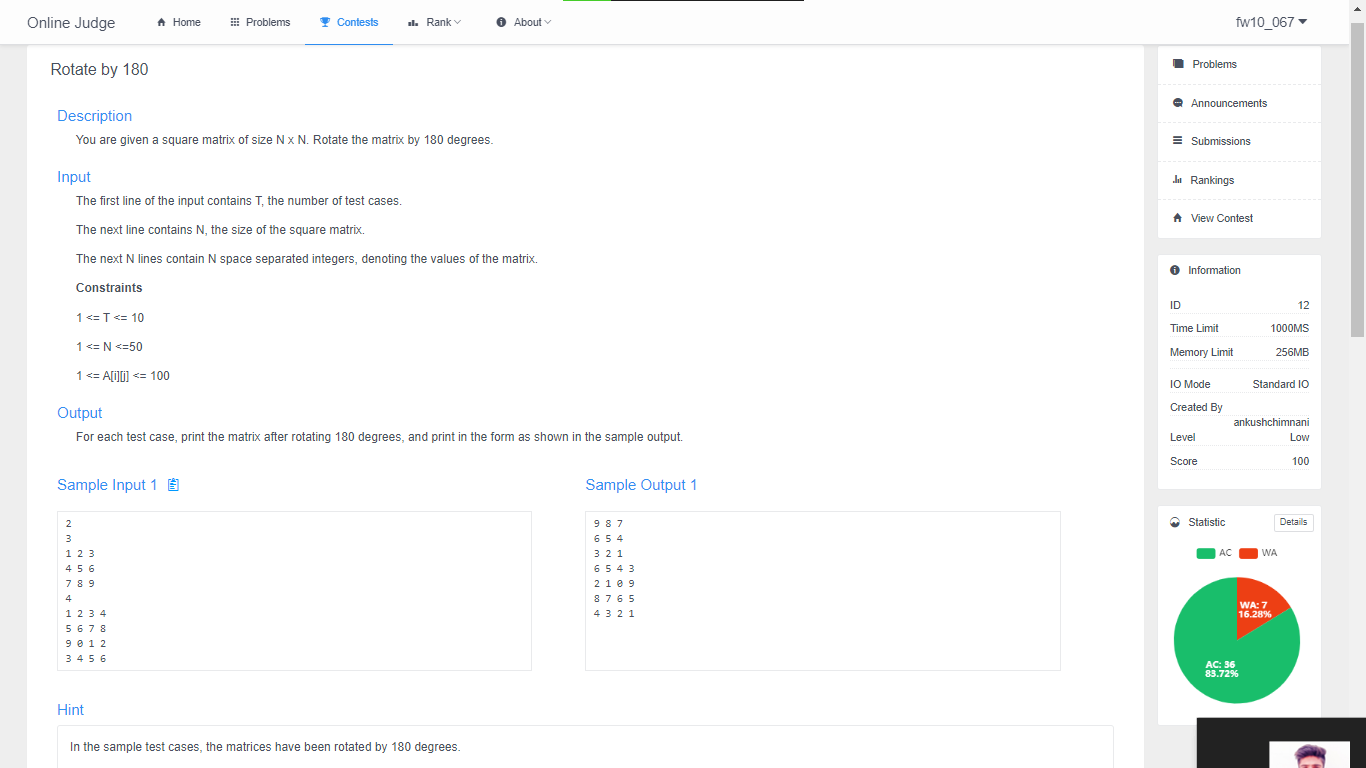 Online Judge
Home
Problems
Contests
Rank
About
fw10_067
Rotate by 180
Description
You are given a square matrix of size N x N. Rotate the matrix by 180 degrees.
Input
The first line of the input contains T, the number of test cases.
The next line contains N, the size of the square matrix.
The next N lines contain N space separated integers, denoting the values of the matrix.
Constraints
1 <= T <= 10
1 <= N <=50
1 <= A[i][j] <= 100
Output
For each test case, print the matrix after rotating 180 degrees, and print in the form as shown in the sample output.
Sample Input 1
2
3
1 2 3
4 5 6
7 8 9
4
1 2 3 4
5 6 7 8
9 0 1 2
3 4 5 6
Sample Output 1
9 8 7
6 5 4
3 2 1
6 5 4 3
2 1 0 9
8 7 6 5
4 3 2 1
Hint
In the sample test cases, the matrices have been rotated by 180 degrees.
Problems
Announcements
Submissions
Rankings
View Contest
Information
ID 12
Time Limit 1000MS
Memory Limit 256MB
IO Mode Standard IO
Created By
ankushchimnani
Level Low
Score 100
Statistic Details
AC WA
WA: 7
16.28%
AC: 36
83.72%